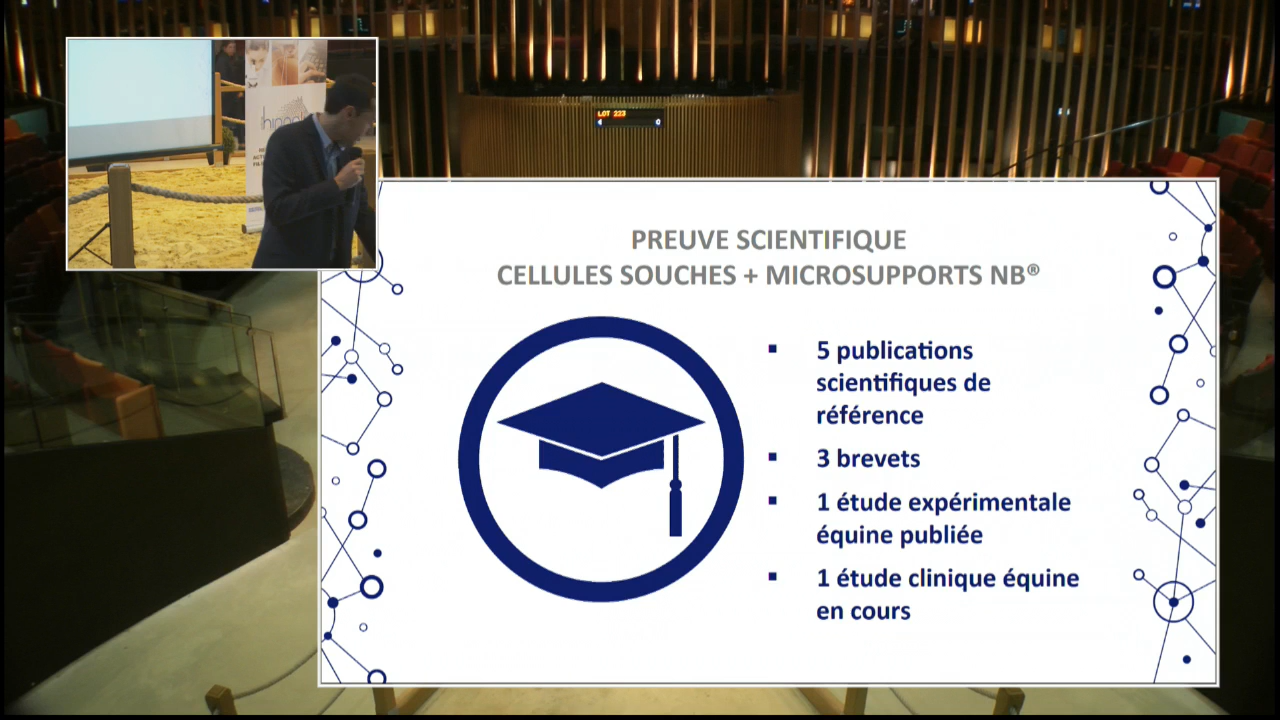 LOT 223
0
PREUVE SCIENTIFIQUE
CELLULES SOUCHES + MICROSUPPORTS NB®
▪ 5 publications
scientifiques de
référence
▪ 3 brevets
▪ 1 étude expérimentale
équine publiée
▪ 1 étude clinique équine
en cours